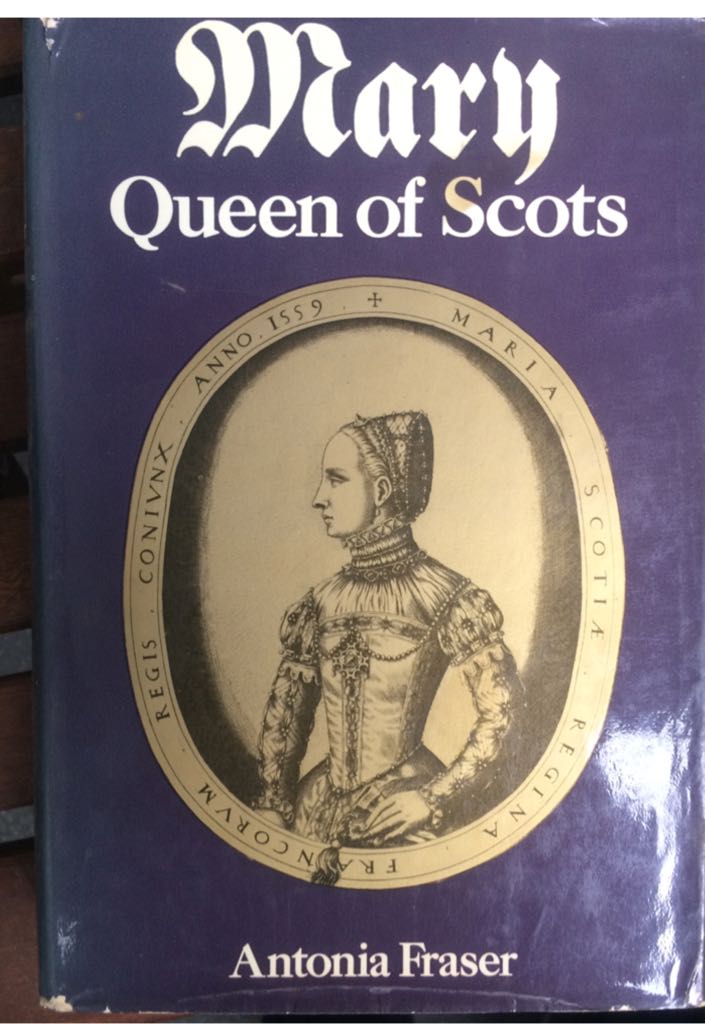 Mary
Queen of Scots
MARIA . SCOTIÆ . REGINA . FRANCORVM . REGIS . CONIVNX . ANNO . 1559 . +
Antonia Fraser